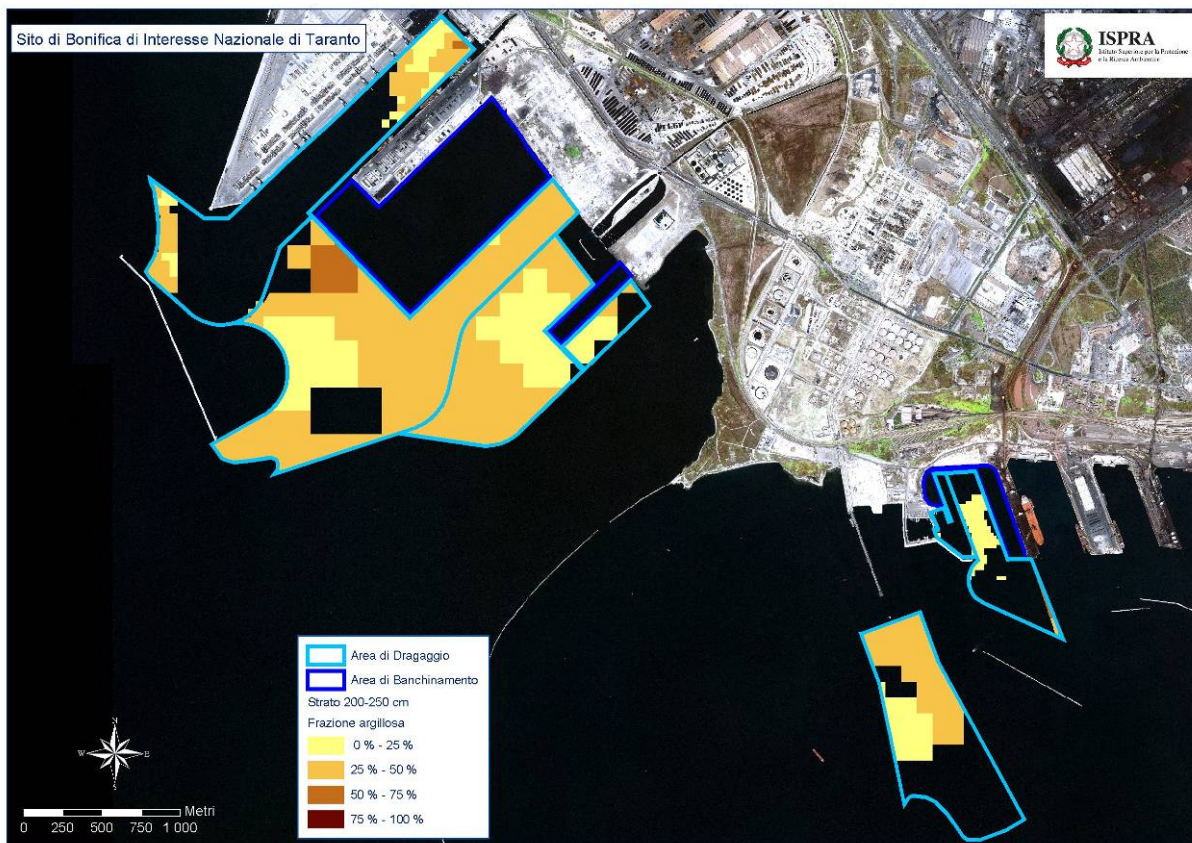 Sito di Bonifica di Interesse Nazionale di Taranto
ISPRA
Istituto Superiore per la Protezione
e la Ricerca Ambientale
Area di Dragaggio
Area di Banchinamento
Strato 200-250 cm
Frazione argillosa
0 % - 25 %
25 % - 50 %
50 % - 75 %
75 % - 100 %
N
W E
S
Metri
0 250 500 750 1 000